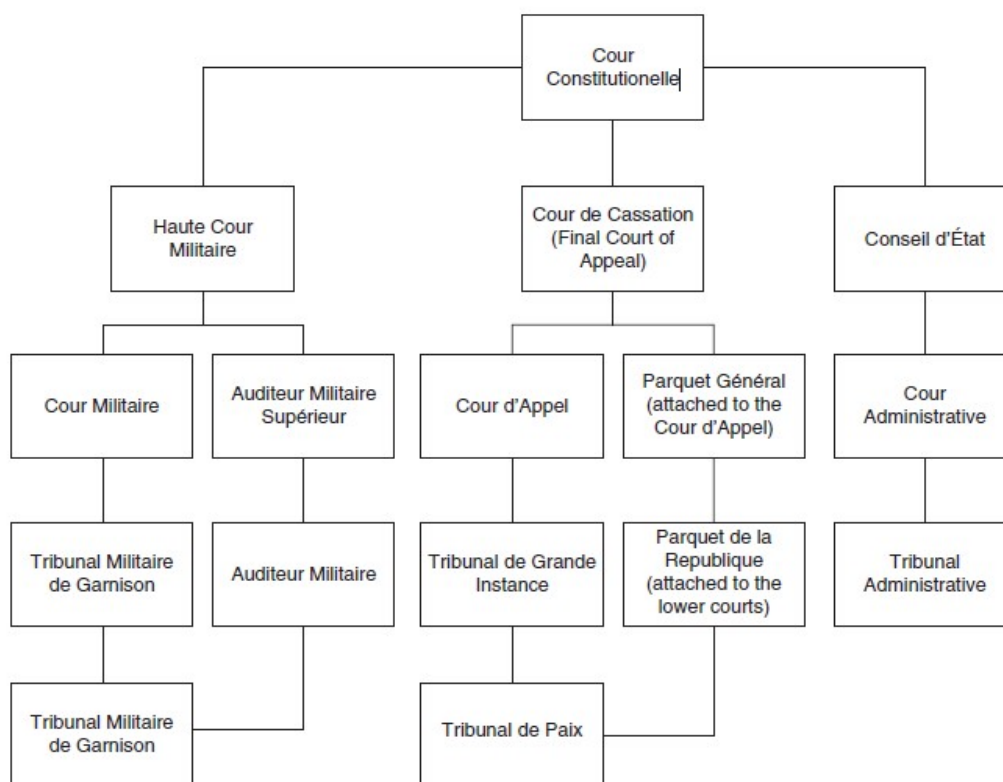 Cour
Constitutionelle
Haute Cour
Militaire
Cour de Cassation
(Final Court of
Appeal)
Conseil d’État
Cour Militaire
Auditeur Militaire
Supérieur
Cour d’Appel
Parquet Général
(attached to the
Cour d’Appel)
Cour
Administrative
Tribunal Militaire
de Garnison
Auditeur Militaire
Tribunal de Grande
Instance
Parquet de la
Republique
(attached to the
lower courts)
Tribunal
Administrative
Tribunal Militaire
de Garnison
Tribunal de Paix